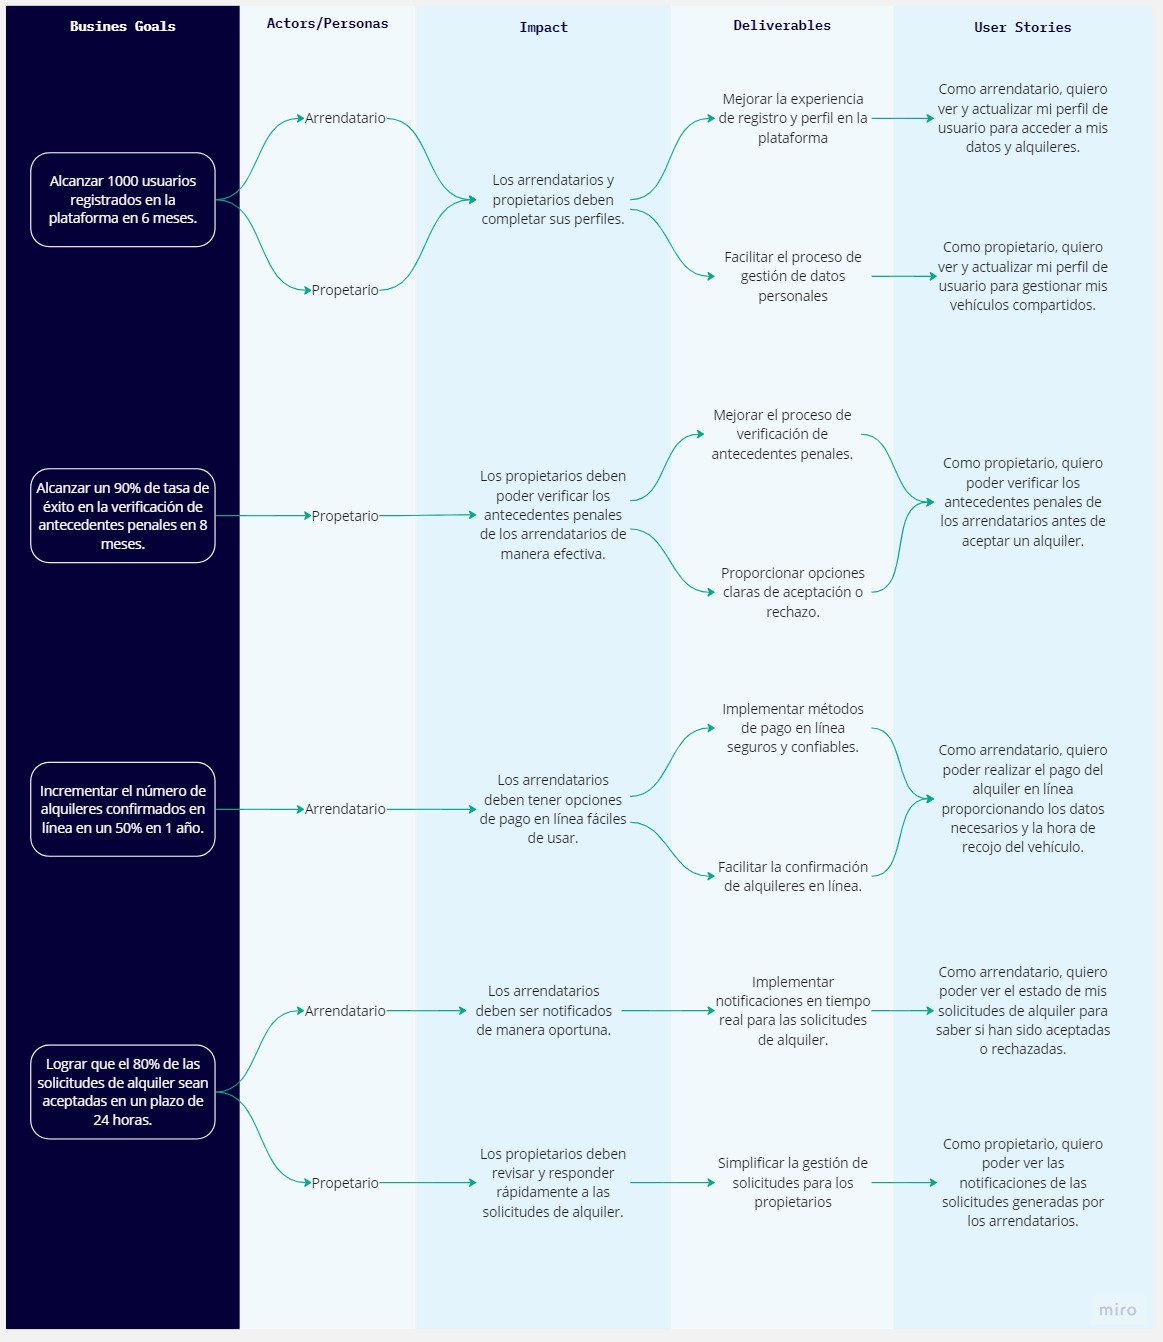 Busines Goals
Actors/Personas
Impact
Deliverables
User Stories
Alcanzar 1000 usuarios
registrados en la
plataforma en 6 meses.
Arrendatario
Propetario
Los arrendatarios y
propietarios deben
completar sus perfiles.
Mejorar la experiencia
de registro y perfil en la
plataforma
Facilitar el proceso de
gestión de datos
personales
Como arrendatario, quiero
ver y actualizar mi perfil de
usuario para acceder a mis
datos y alquileres.
Como propietario, quiero
ver y actualizar mi perfil de
usuario para gestionar mis
vehículos compartidos.
Alcanzar un 90% de tasa de
éxito en la verificación de
antecedentes penales en 8
meses.
Propetario
Los propietarios deben
poder verificar los
antecedentes penales
de los arrendatarios de
manera efectiva.
Mejorar el proceso de
verificación de
antecedentes penales.
Proporcionar opciones
claras de aceptación o
rechazo.
Como propietario, quiero
poder verificar los
antecedentes penales de
los arrendatarios antes de
aceptar un alquiler.
Incrementar el número de
alquileres confirmados en
línea en un 50% en 1 año.
Arrendatario
Los arrendatarios
deben tener opciones
de pago en línea fáciles
de usar.
Implementar métodos
de pago en línea
seguros y confiables.
Facilitar la confirmación
de alquileres en línea.
Como arrendatario, quiero
poder realizar el pago del
alquiler en línea
proporcionando los datos
necesarios y la hora de
recojo del vehículo.
Lograr que el 80% de las
solicitudes de alquiler sean
aceptadas en un plazo de
24 horas.
Arrendatario
Los arrendatarios
deben ser notificados
de manera oportuna.
Implementar
notificaciones en tiempo
real para las solicitudes
de alquiler.
Como arrendatario, quiero
poder ver el estado de mis
solicitudes de alquiler para
saber si han sido aceptadas
o rechazadas.
Propetario
Los propietarios deben
revisar y responder
rápidamente a las
solicitudes de alquiler.
Simplificar la gestión de
solicitudes para los
propietarios
Como propietario, quiero
poder ver las
notificaciones de las
solicitudes generadas por
los arrendatarios.
miro